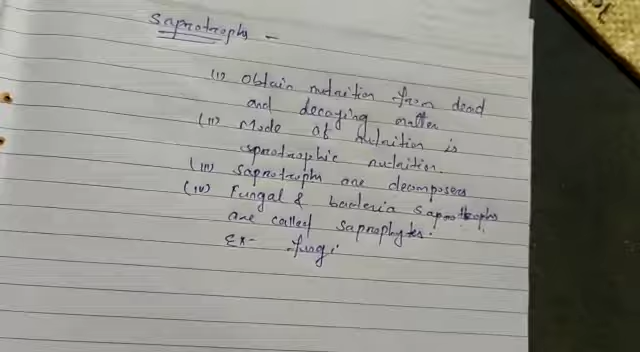 Saprotrophs -
(i) Obtain nutrition from dead
and decaying matter
(ii) Mode of nutrition is
sprotrophic nutrition.
(iii) Saprotrophs are decomposers
(iv) Fungal & bacteria saprotrophs
are called saprophytes.
Ex- fungi